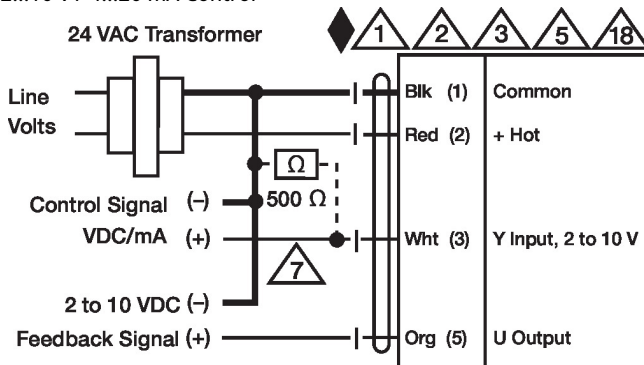 24 VAC Transformer
1 2 3 5 18
Line
Volts
Blk (1) Common
Red (2) + Hot
Ω
500 Ω
Control Signal (–)
VDC/mA (+)
Wht (3) Y Input, 2 to 10 V
7
2 to 10 VDC (–)
Feedback Signal (+)
Org (5) U Output